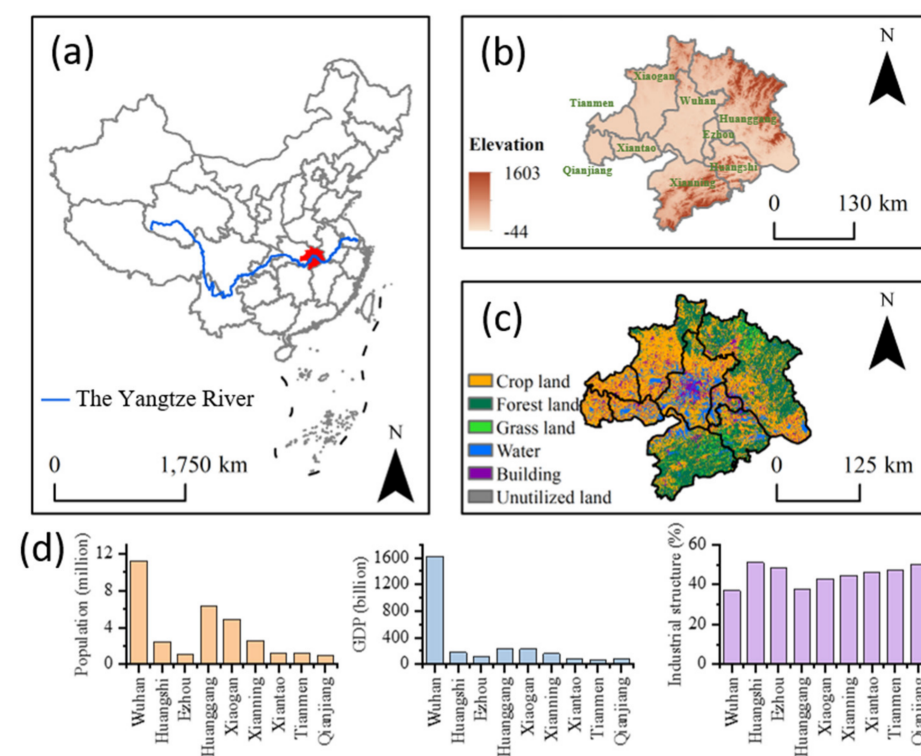 (a)
The Yangtze River
0 1,750 km
N
(b)
N
Xiaogan
Tianmen
Wuhan
Huanggang
Ezhou
Xiantao
Qianjiang
Huangshi
Xianning
Elevation
1603
-44
0 130 km
(c)
N
Crop land
Forest land
Grass land
Water
Building
Unutilized land
0 125 km
(d)
Population (million)
12
8
4
0
Wuhan
Huangshi
Ezhou
Huanggang
Xiaogan
Xianning
Xiantao
Tianmen
Qianjiang
GDP (billion)
1600
1200
800
400
0
Wuhan
Huangshi
Ezhou
Huanggang
Xiaogan
Xianning
Xiantao
Tianmen
Qianjiang
Industrial structure (%)
60
40
20
0
Wuhan
Huangshi
Ezhou
Huanggang
Xiaogan
Xianning
Xiantao
Tianmen
Qianjiang